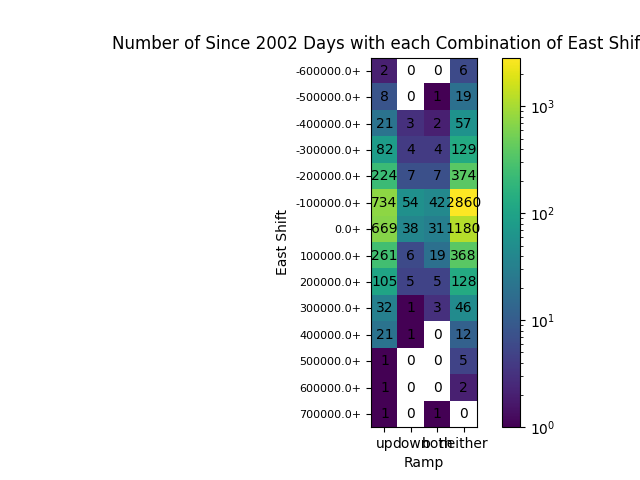 Number of Since 2002 Days with each Combination of East Shif
-600000.0+ 2 0 0 6
-500000.0+ 8 0 1 19
-400000.0+ 21 3 2 57
-300000.0+ 82 4 4 129
-200000.0+ 224 7 7 374
-100000.0+ 734 54 42 2860
0.0+ 669 38 31 1180
100000.0+ 261 6 19 368
200000.0+ 105 5 5 128
300000.0+ 32 1 3 46
400000.0+ 21 1 0 12
500000.0+ 1 0 0 5
600000.0+ 1 0 0 2
700000.0+ 1 0 1 0
up down both neither
Ramp
East Shift
10³
10²
10¹
10⁰